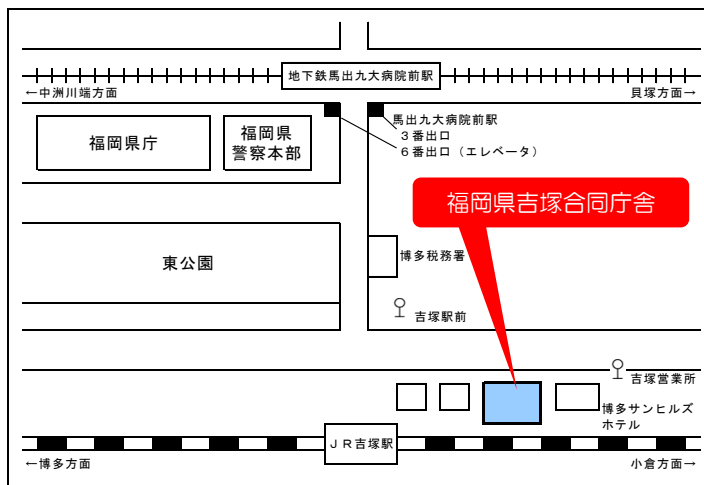 地下鉄馬出九大病院前駅
←中洲川端方面
貝塚方面→
馬出九大病院前駅
３番出口
６番出口（エレベータ）
福岡県庁
福岡県
警察本部
福岡県吉塚合同庁舎
東公園
博多税務署
吉塚駅前
吉塚営業所
博多サンヒルズ
ホテル
ＪＲ吉塚駅
←博多方面
小倉方面→